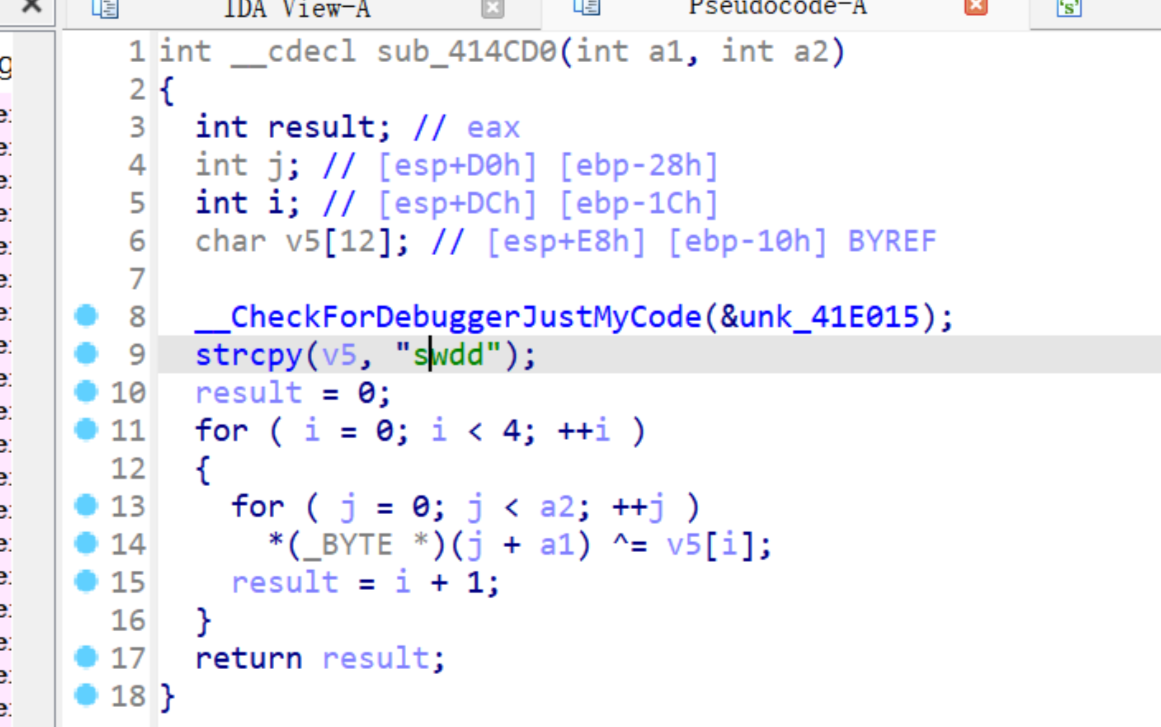 IDA View-A
Pseudocode-A
's'
1 int __cdecl sub_414CD0(int a1, int a2)
2 {
3 int result; // eax
4 int j; // [esp+D0h] [ebp-28h]
5 int i; // [esp+DCh] [ebp-1Ch]
6 char v5[12]; // [esp+E8h] [ebp-10h] BYREF
7
8 __CheckForDebuggerJustMyCode(&unk_41E015);
9 strcpy(v5, "swdd");
10 result = 0;
11 for ( i = 0; i < 4; ++i )
12 {
13 for ( j = 0; j < a2; ++j )
14 *(_BYTE *)(j + a1) ^= v5[i];
15 result = i + 1;
16 }
17 return result;
18 }